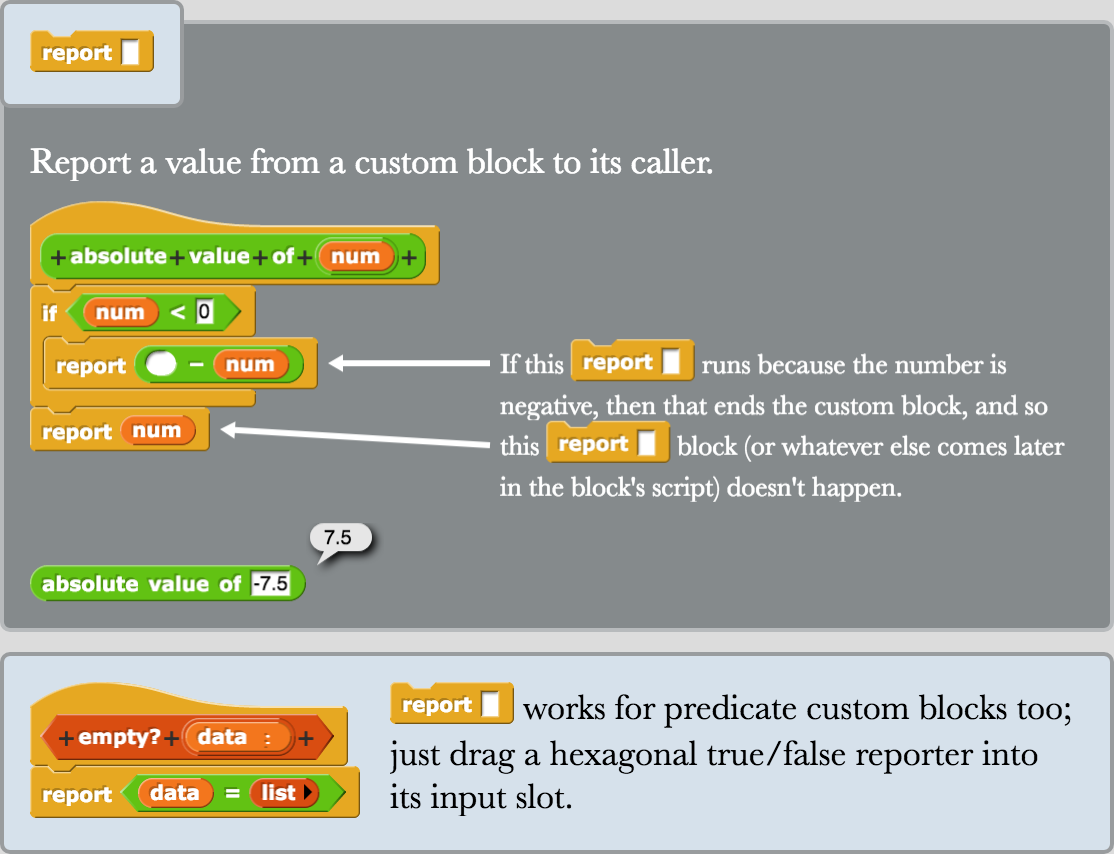 report
Report a value from a custom block to its caller.
+ absolute + value + of + num +
if num < 0
report − num
If this report runs because the number is
negative, then that ends the custom block, and so
report num
this report block (or whatever else comes later
in the block's script) doesn't happen.
7.5
absolute value of -7.5
report works for predicate custom blocks too;
+ empty? + data : +
just drag a hexagonal true/false reporter into
report data = list
its input slot.